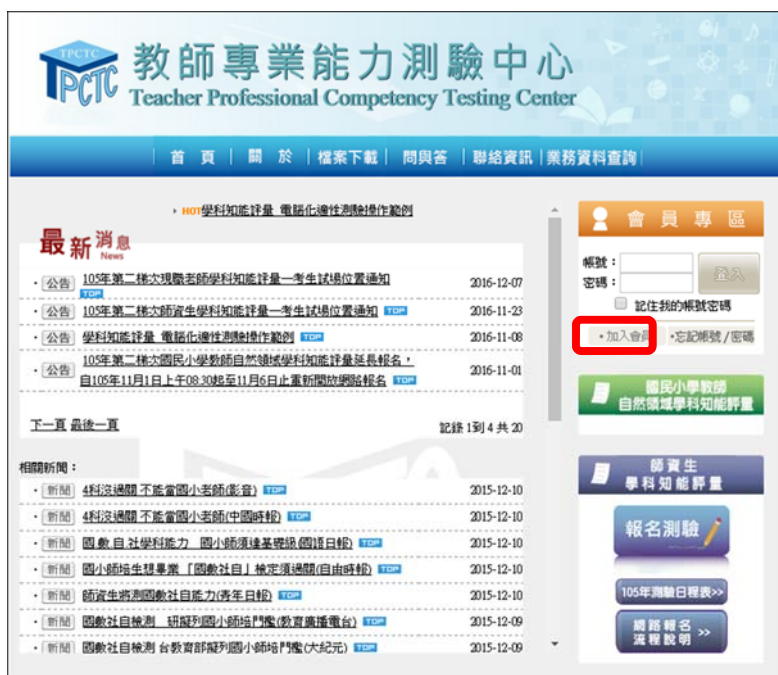 TPCTC
TPCTC
教師專業能力測驗中心
Teacher Professional Competency Testing Center
首 頁 | 關 於 | 檔案下載 | 問與答 | 聯絡資訊 | 業務資料查詢
HOT學科知能評量 電腦化適性測驗操作範例
最新消息
News
公告 105年第二梯次現職老師學科知能評量—考生試場位置通知 2016-12-07
TOP
公告 105年第二梯次師資生學科知能評量—考生試場位置通知 TOP 2016-11-23
公告 學科知能評量 電腦化適性測驗操作範例 TOP 2016-11-08
公告 105年第二梯次國民小學教師自然領域學科知能評量延長報名，
自105年11月1日上午08:30起至11月6日止重新開放網路報名 TOP 2016-11-01
下一頁 最後一頁 記錄 1到 4 共 20
相關新聞：
新聞 4科沒過關 不能當國小老師(影音) TOP 2015-12-10
新聞 4科沒過關 不能當國小老師(中國時報) TOP 2015-12-10
新聞 國 數 自 社學科能力 國小師須達基礎級(國語日報) TOP 2015-12-10
新聞 國小師培生想畢業 「國數社自」檢定須過關(自由時報) TOP 2015-12-10
新聞 師資生將測國數社自能力(青年日報) TOP 2015-12-10
新聞 國數社自檢測 研擬列國小師培門檻(教育廣播電台) TOP 2015-12-09
新聞 國數社自檢測 台教育部擬列國小師培門檻(大紀元) TOP 2015-12-09
會員專區
帳號：
密碼：
登入
記住我的帳號密碼
•加入會員 •忘記帳號/密碼
國民小學教師
自然領域學科知能評量
師資生
學科知能評量
報名測驗
105年測驗日程表>>
網路報名
流程說明 >>